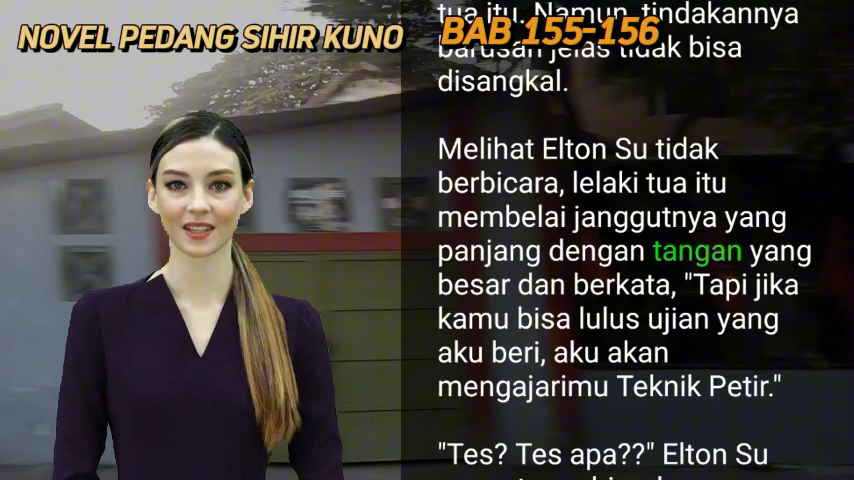 NOVEL PEDANG SIHIR KUNO
BAB 155-156
tua itu. Namun, tindakannya
barusan jelas tidak bisa
disangkal.
Melihat Elton Su tidak
berbicara, lelaki tua itu
membelai janggutnya yang
panjang dengan tangan yang
besar dan berkata, "Tapi jika
kamu bisa lulus ujian yang
aku beri, aku akan
mengajarimu Teknik Petir."
"Tes? Tes apa??" Elton Su